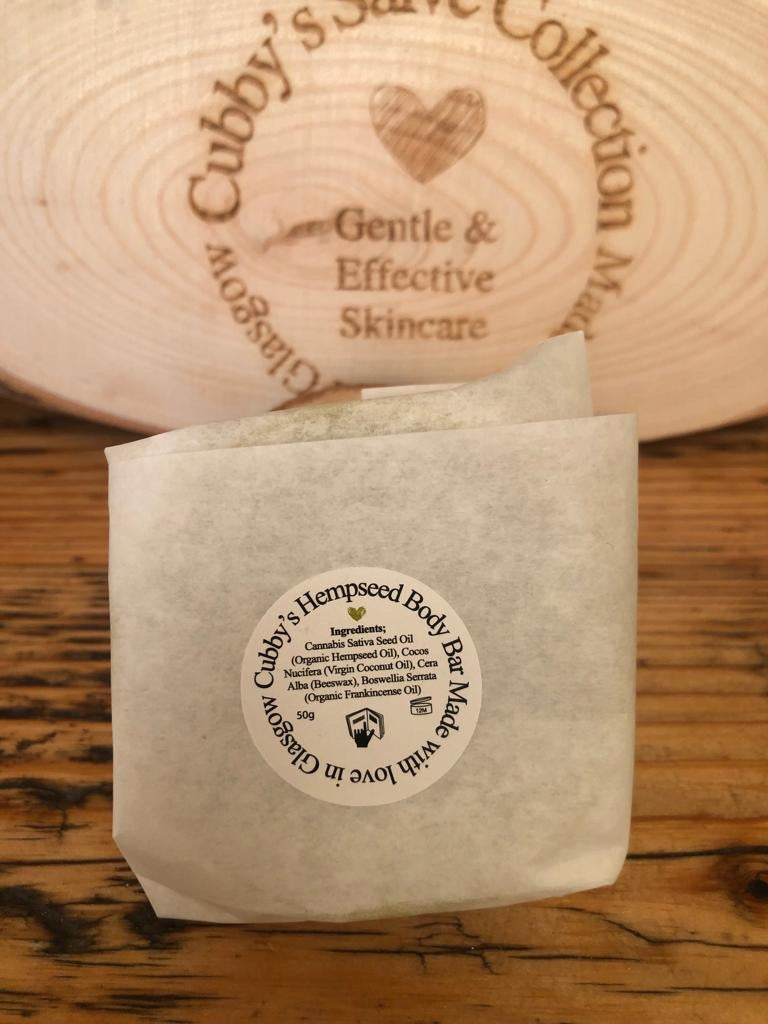 Cubby's Salve Collection Made
Glasgow
Gentle &
Effective
Skincare
Cubby's Hempseed Body Bar Made with love in Glasgow
Ingredients;
Cannabis Sativa Seed Oil
(Organic Hempseed Oil), Cocos
Nucifera (Virgin Coconut Oil), Cera
Alba (Beeswax), Boswellia Serrata
(Organic Frankincense Oil)
50g
12M